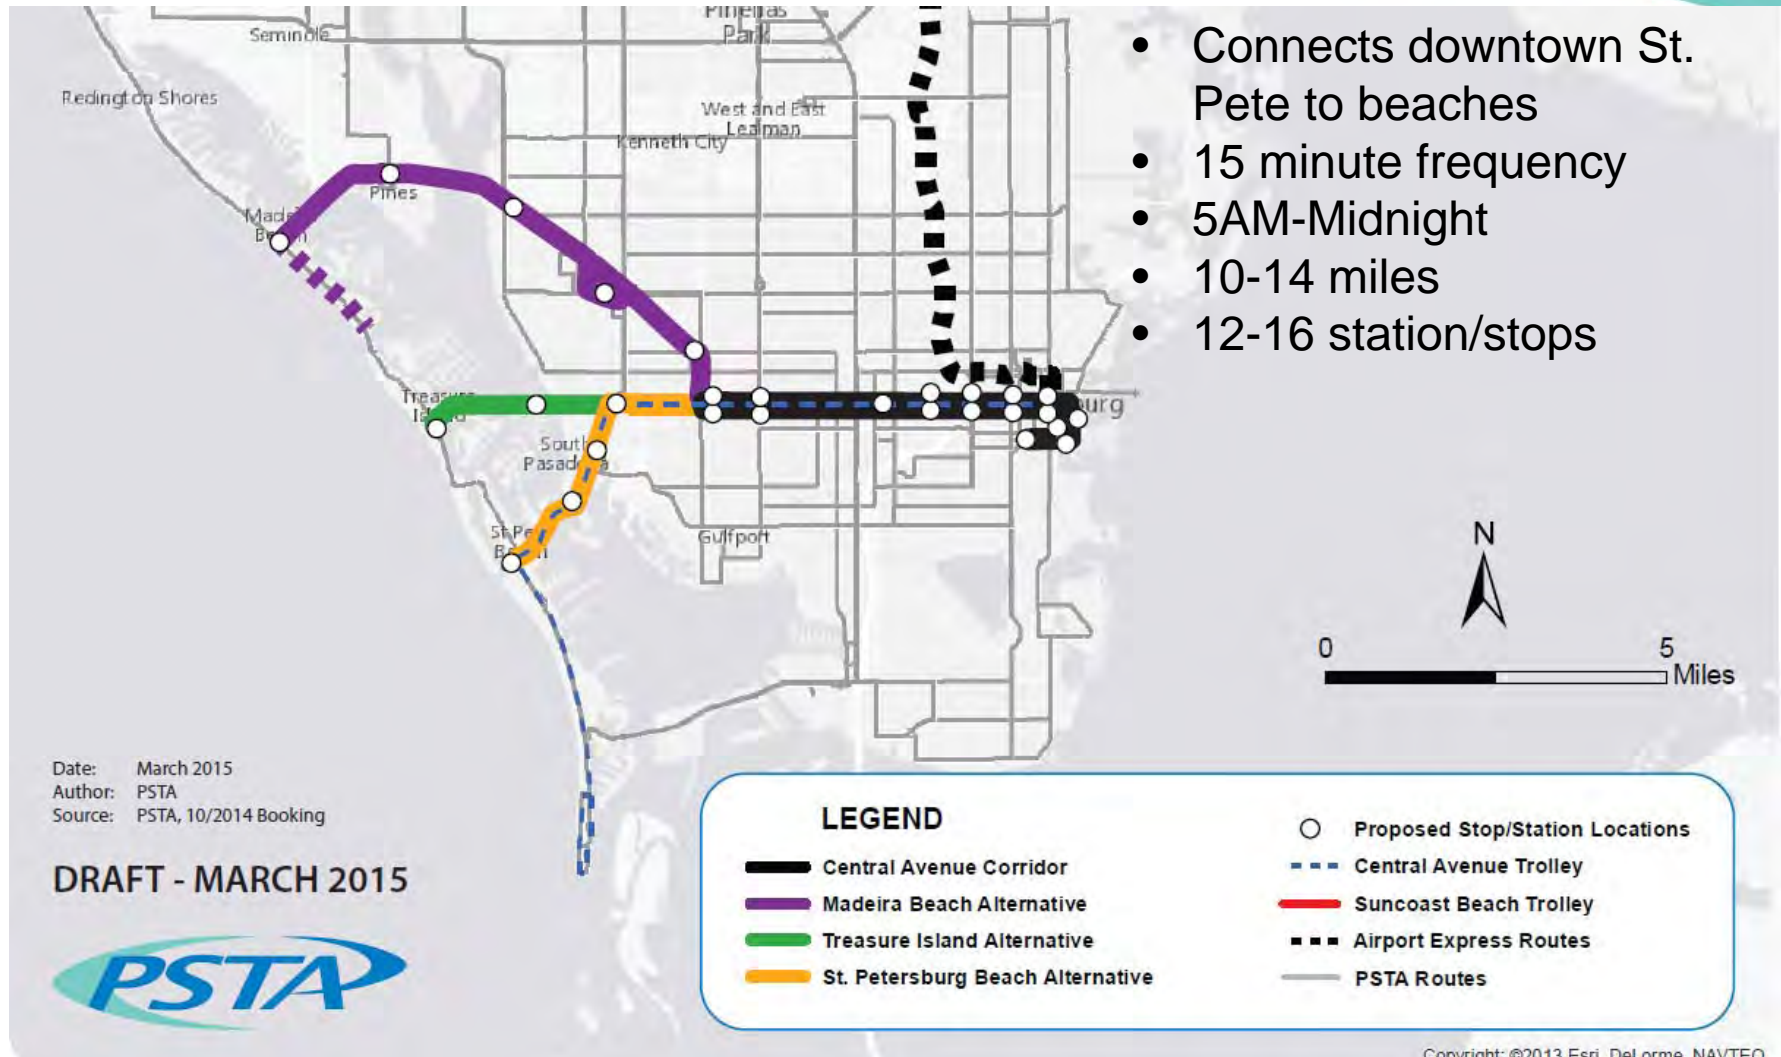 Pinellas
Park
Seminole
Redington Shores
West and East
Lealman
Kenneth City
Pines
Treasure
South
Gulfport
• Connects downtown St.
Pete to beaches
• 15 minute frequency
• 5AM-Midnight
• 10-14 miles
• 12-16 station/stops
N
0 5
Miles
Date: March 2015
Author: PSTA
Source: PSTA, 10/2014 Booking
DRAFT - MARCH 2015
PSTA
LEGEND
Central Avenue Corridor
Madeira Beach Alternative
Treasure Island Alternative
St. Petersburg Beach Alternative
Proposed Stop/Station Locations
Central Avenue Trolley
Suncoast Beach Trolley
Airport Express Routes
PSTA Routes
Copyright: ©2013 Esri, DeLorme, NAVTEQ